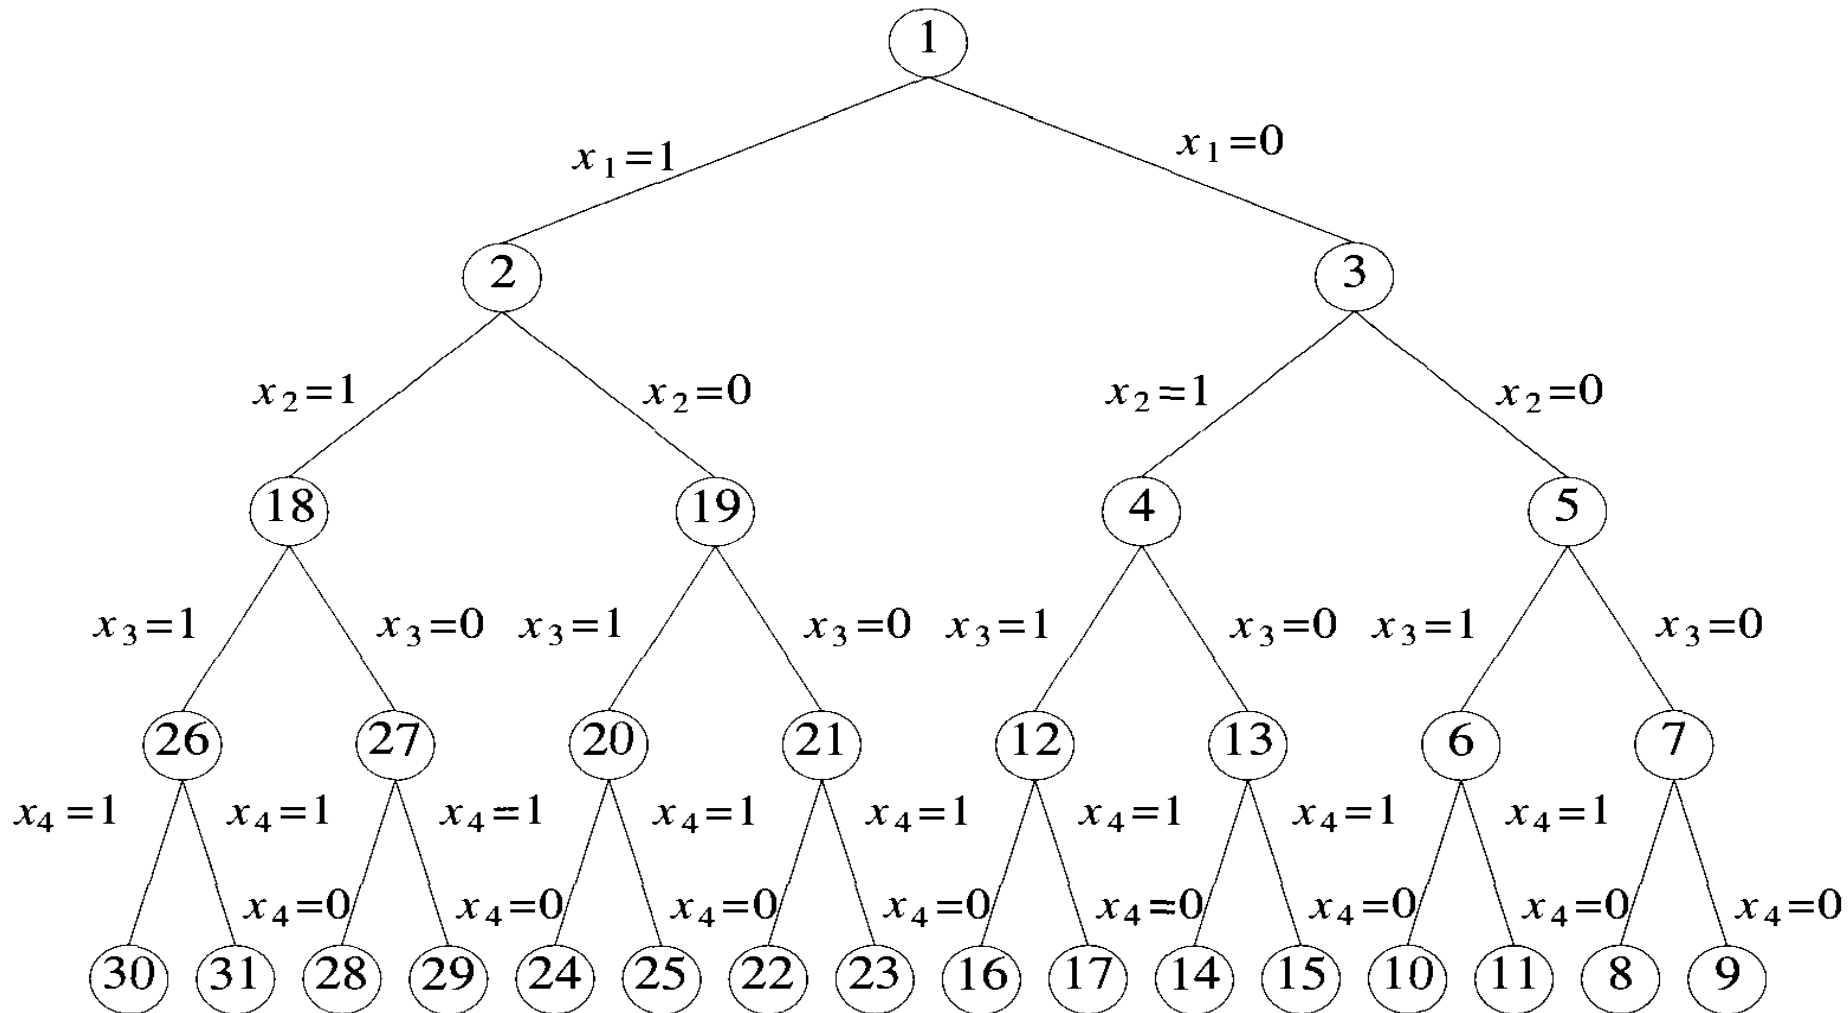 1
x1=1 x1=0
2 3
x2=1 x2=0 x2=1 x2=0
18 19 4 5
x3=1 x3=0 x3=1 x3=0 x3=1 x3=0 x3=1 x3=0
26 27 20 21 12 13 6 7
x4=1 x4=1 x4=1 x4=1 x4=1 x4=1 x4=1 x4=1
x4=0 x4=0 x4=0 x4=0 x4=0 x4=0 x4=0 x4=0
30 31 28 29 24 25 22 23 16 17 14 15 10 11 8 9